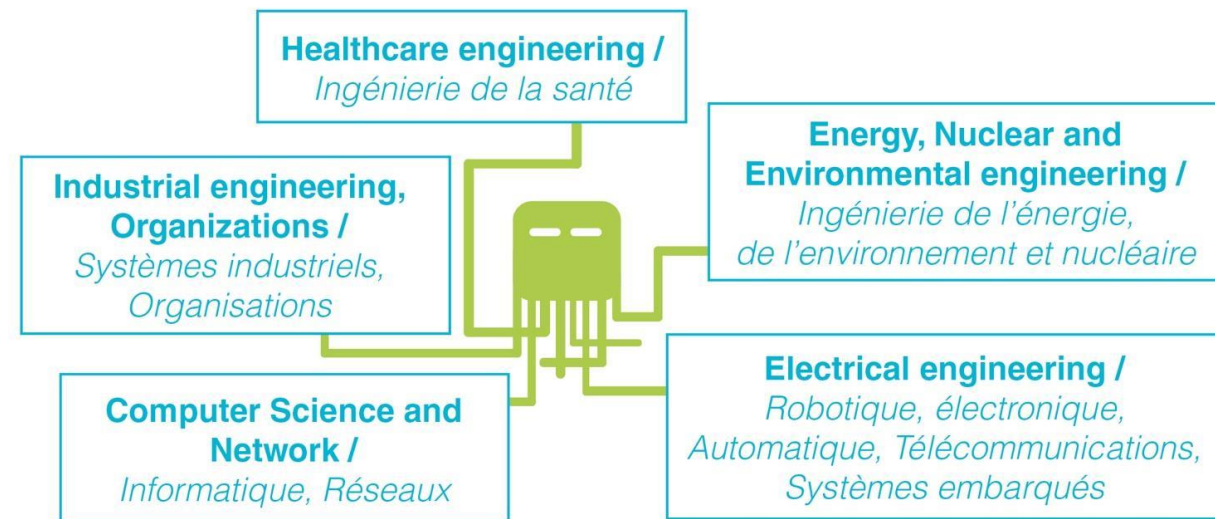 Healthcare engineering /
Ingénierie de la santé
Energy, Nuclear and
Environmental engineering /
Ingénierie de l’énergie,
de l’environnement et nucléaire
Industrial engineering,
Organizations /
Systèmes industriels,
Organisations
Electrical engineering /
Robotique, électronique,
Automatique, Télécommunications,
Systèmes embarqués
Computer Science and
Network /
Informatique, Réseaux